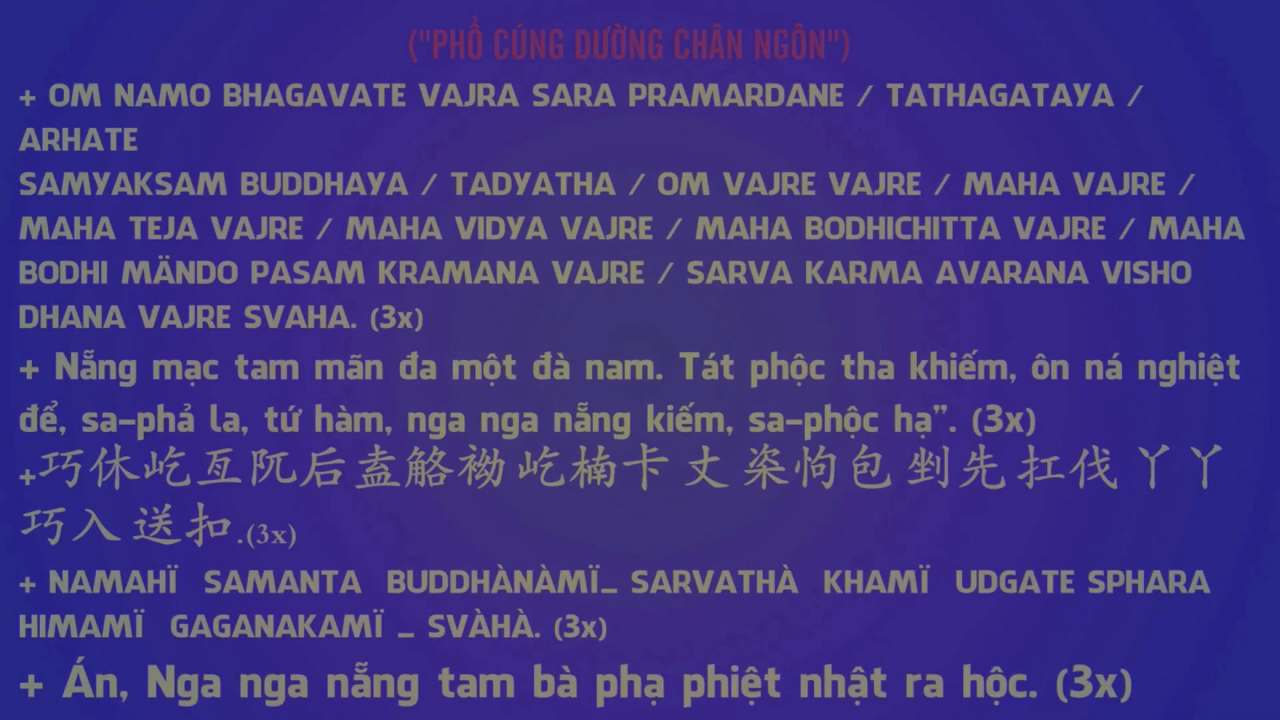 ("PHỔ CÚNG DƯỜNG CHÂN NGÔN")
+ OM NAMO BHAGAVATE VAJRA SARA PRAMARDANE / TATHAGATAYA /
ARHATE
SAMYAKSAM BUDDHAYA / TADYATHA / OM VAJRE VAJRE / MAHA VAJRE /
MAHA TEJA VAJRE / MAHA VIDYA VAJRE / MAHA BODHICHITTA VAJRE / MAHA
BODHI MÄNDO PASAM KRAMANA VAJRE / SARVA KARMA AVARANA VISHO
DHANA VAJRE SVAHA. (3x)
+ Nẵng mạc tam mãn đa một đà nam. Tát phộc tha khiếm, ôn ná nghiệt
để, sa-phả la, tứ hàm, nga nga nẵng kiếm, sa-phộc hạ”. (3x)
+巧休屹亙阢后盍觡袎屹楠卡丈栥怐包剉先扛伐丫丫
巧入送扣.(3x)
+ NAMAHÏ SAMANTA BUDDHÀNÀMÏ_ SARVATHÀ KHAMÏ UDGATE SPHARA
HIMAMÏ GAGANAKAMÏ _ SVÀHÀ. (3x)
+ Án, Nga nga nẵng tam bà phạ phiệt nhật ra hộc. (3x)